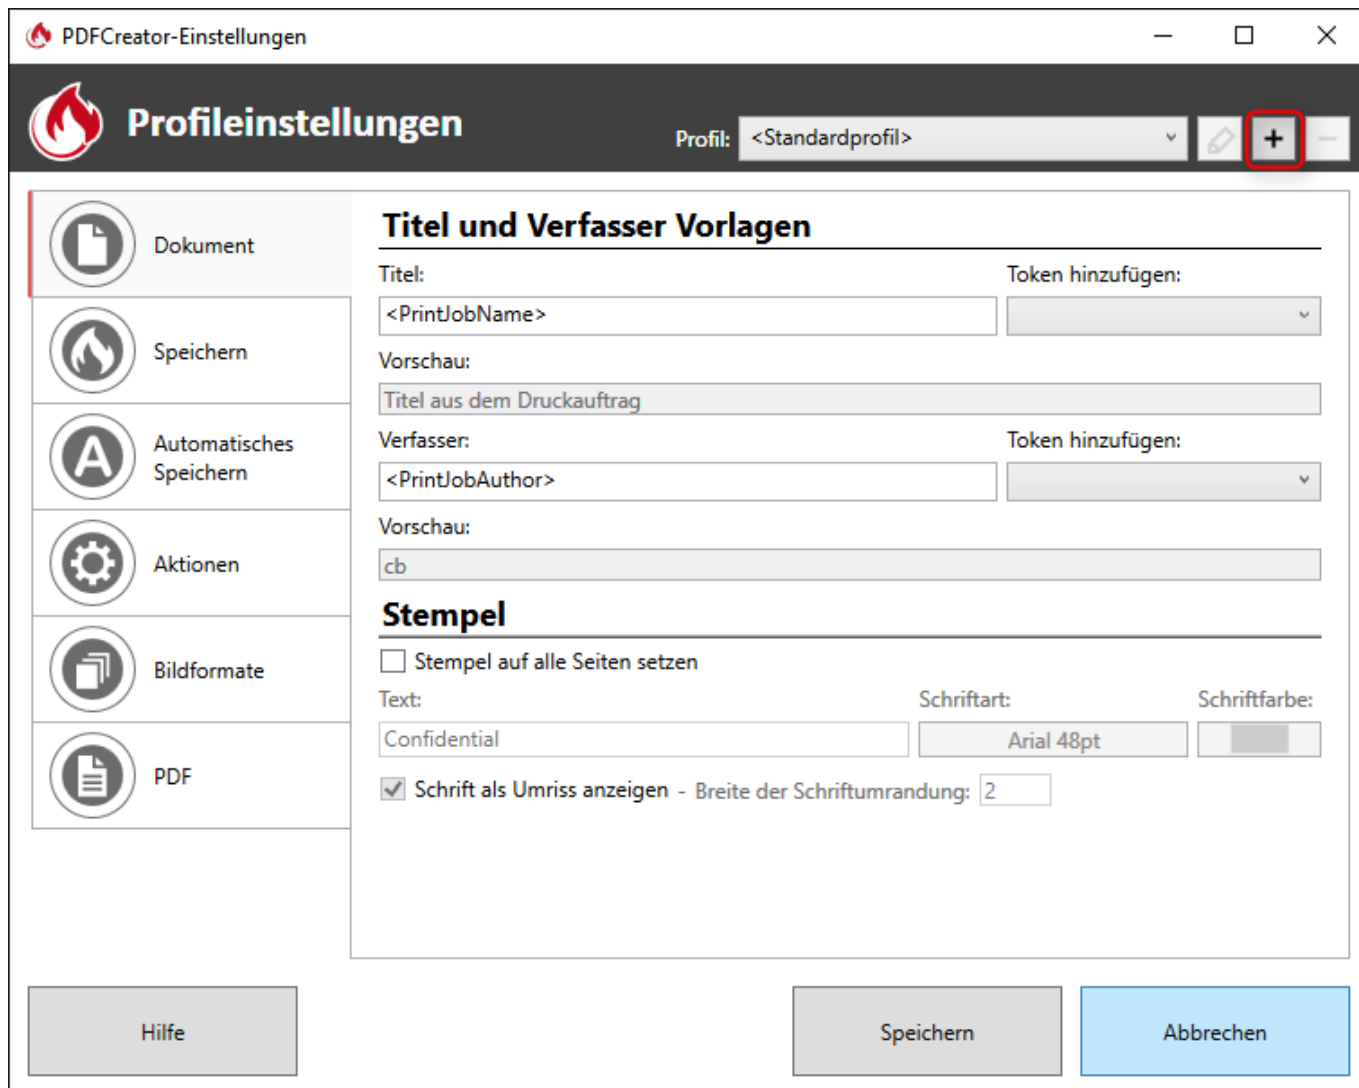 PDFCreator-Einstellungen
Profileinstellungen
Profil: <Standardprofil>
Dokument
Speichern
Automatisches
Speichern
Aktionen
Bildformate
PDF
Titel und Verfasser Vorlagen
Titel: Token hinzufügen:
<PrintJobName>
Vorschau:
Titel aus dem Druckauftrag
Verfasser: Token hinzufügen:
<PrintJobAuthor>
Vorschau:
cb
Stempel
Stempel auf alle Seiten setzen
Text: Schriftart: Schriftfarbe:
Confidential Arial 48pt
Schrift als Umriss anzeigen - Breite der Schriftumrandung: 2
Hilfe Speichern Abbrechen